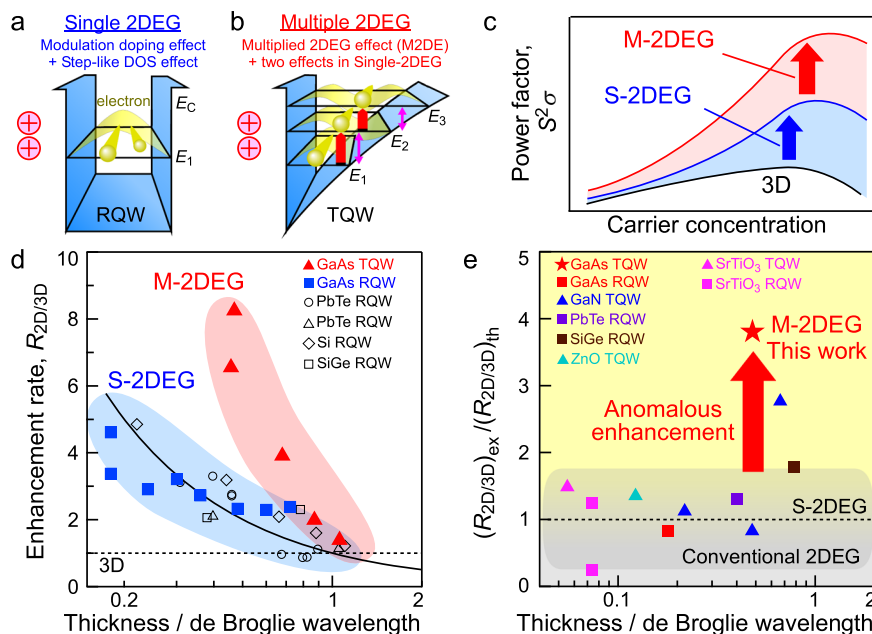 a
Single 2DEG
Modulation doping effect
+ Step-like DOS effect
electron
E_C
E_1
RQW
b
Multiple 2DEG
Multiplied 2DEG effect (M2DE)
+ two effects in Single-2DEG
E_3
E_2
E_1
TQW
c
Power factor,
S²σ
M-2DEG
S-2DEG
3D
Carrier concentration
d
Enhancement rate, R_2D/3D
10
8
6
4
2
0
M-2DEG
S-2DEG
GaAs TQW
GaAs RQW
PbTe RQW
PbTe RQW
Si RQW
SiGe RQW
3D
0.2
1
2
Thickness / de Broglie wavelength
e
(R_2D/3D)_ex/(R_2D/3D)_th
5
4
3
2
1
0
GaAs TQW
GaAs RQW
GaN TQW
PbTe RQW
SiGe RQW
ZnO TQW
SrTiO₃ TQW
SrTiO₃ RQW
M-2DEG
This work
Anomalous
enhancement
S-2DEG
Conventional 2DEG
0.1
1
2
Thickness / de Broglie wavelength